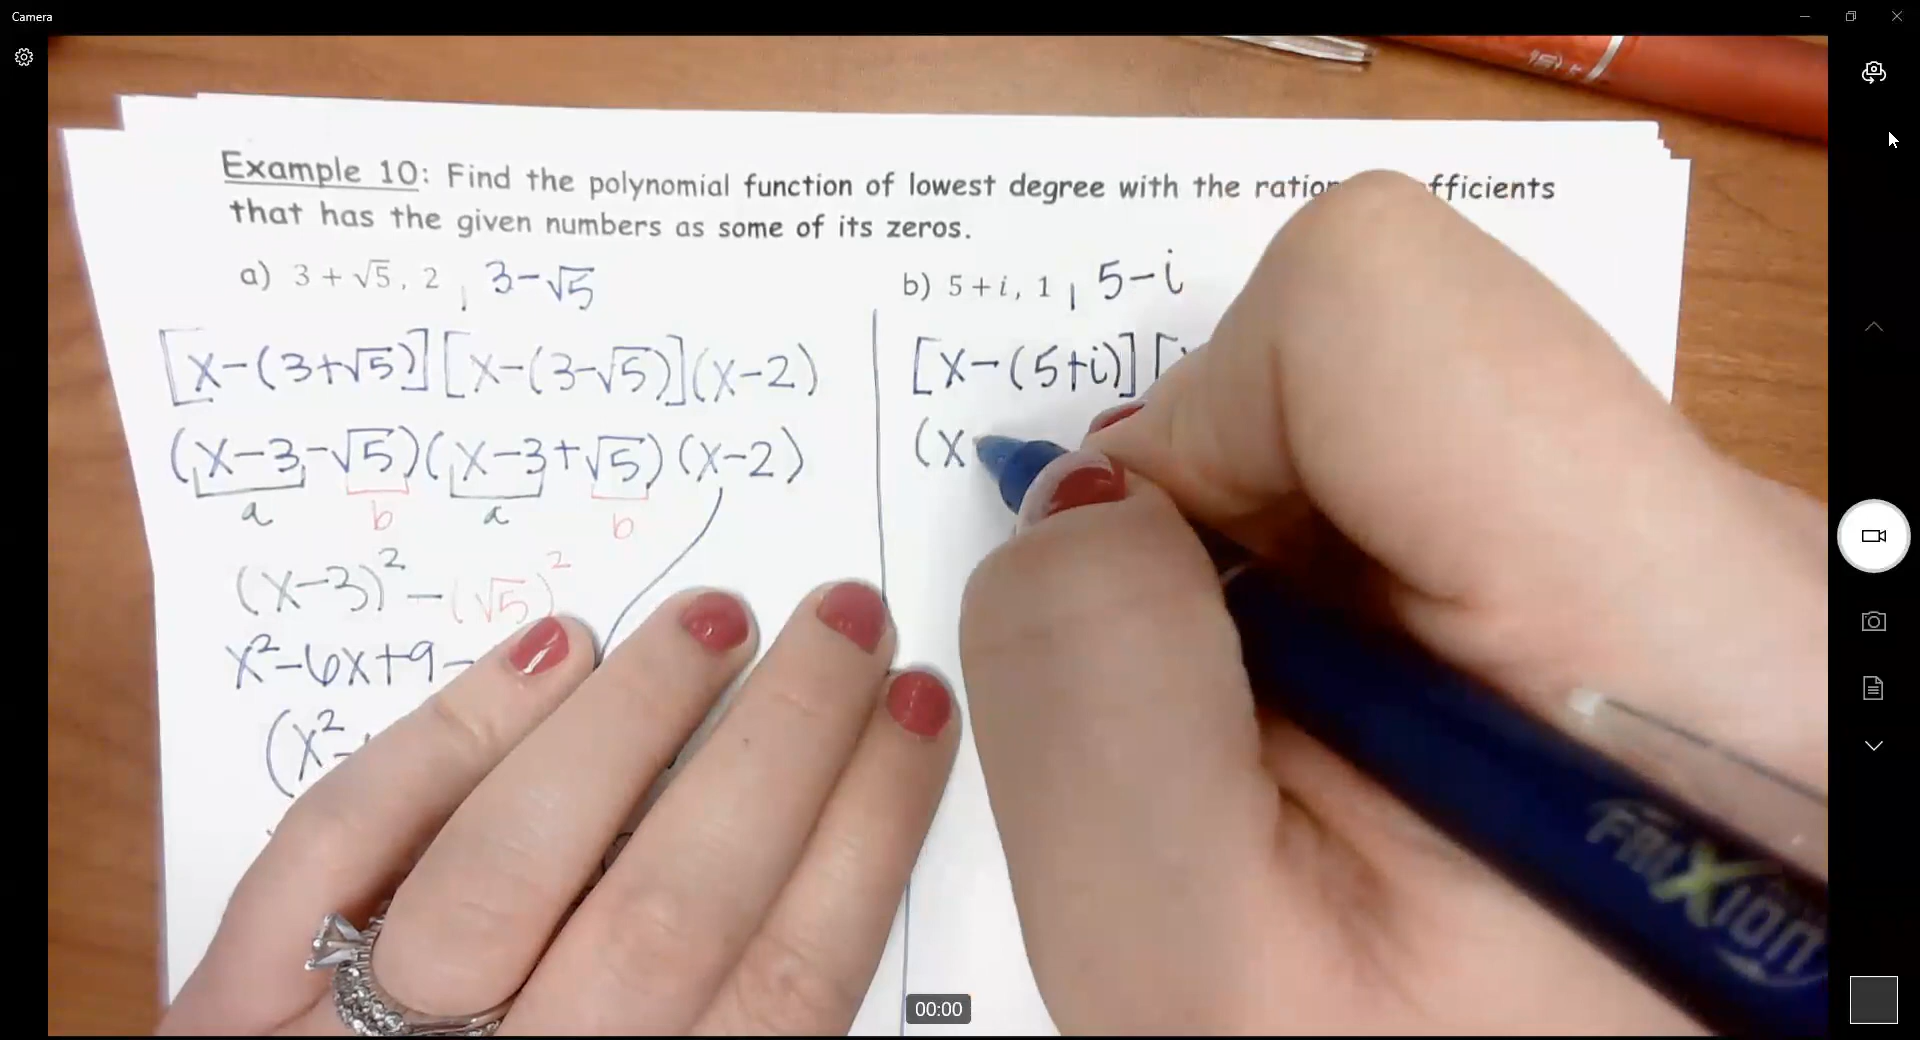 Camera
Example 10: Find the polynomial function of lowest degree with the fficients
that has the given numbers as some of its zeros.
a) 3 + √5, 2, 3-√5
[x-(3+√5)][x-(3-√5)](x-2)
(x-3-√5)(x-3+√5)(x-2)
a b a b
(x-3)²-(√5)²
x²-6x+9-
(x²-
b) 5 + i, 1, 5-i
[x-(5+i)][
(x
FRIXION
00:00